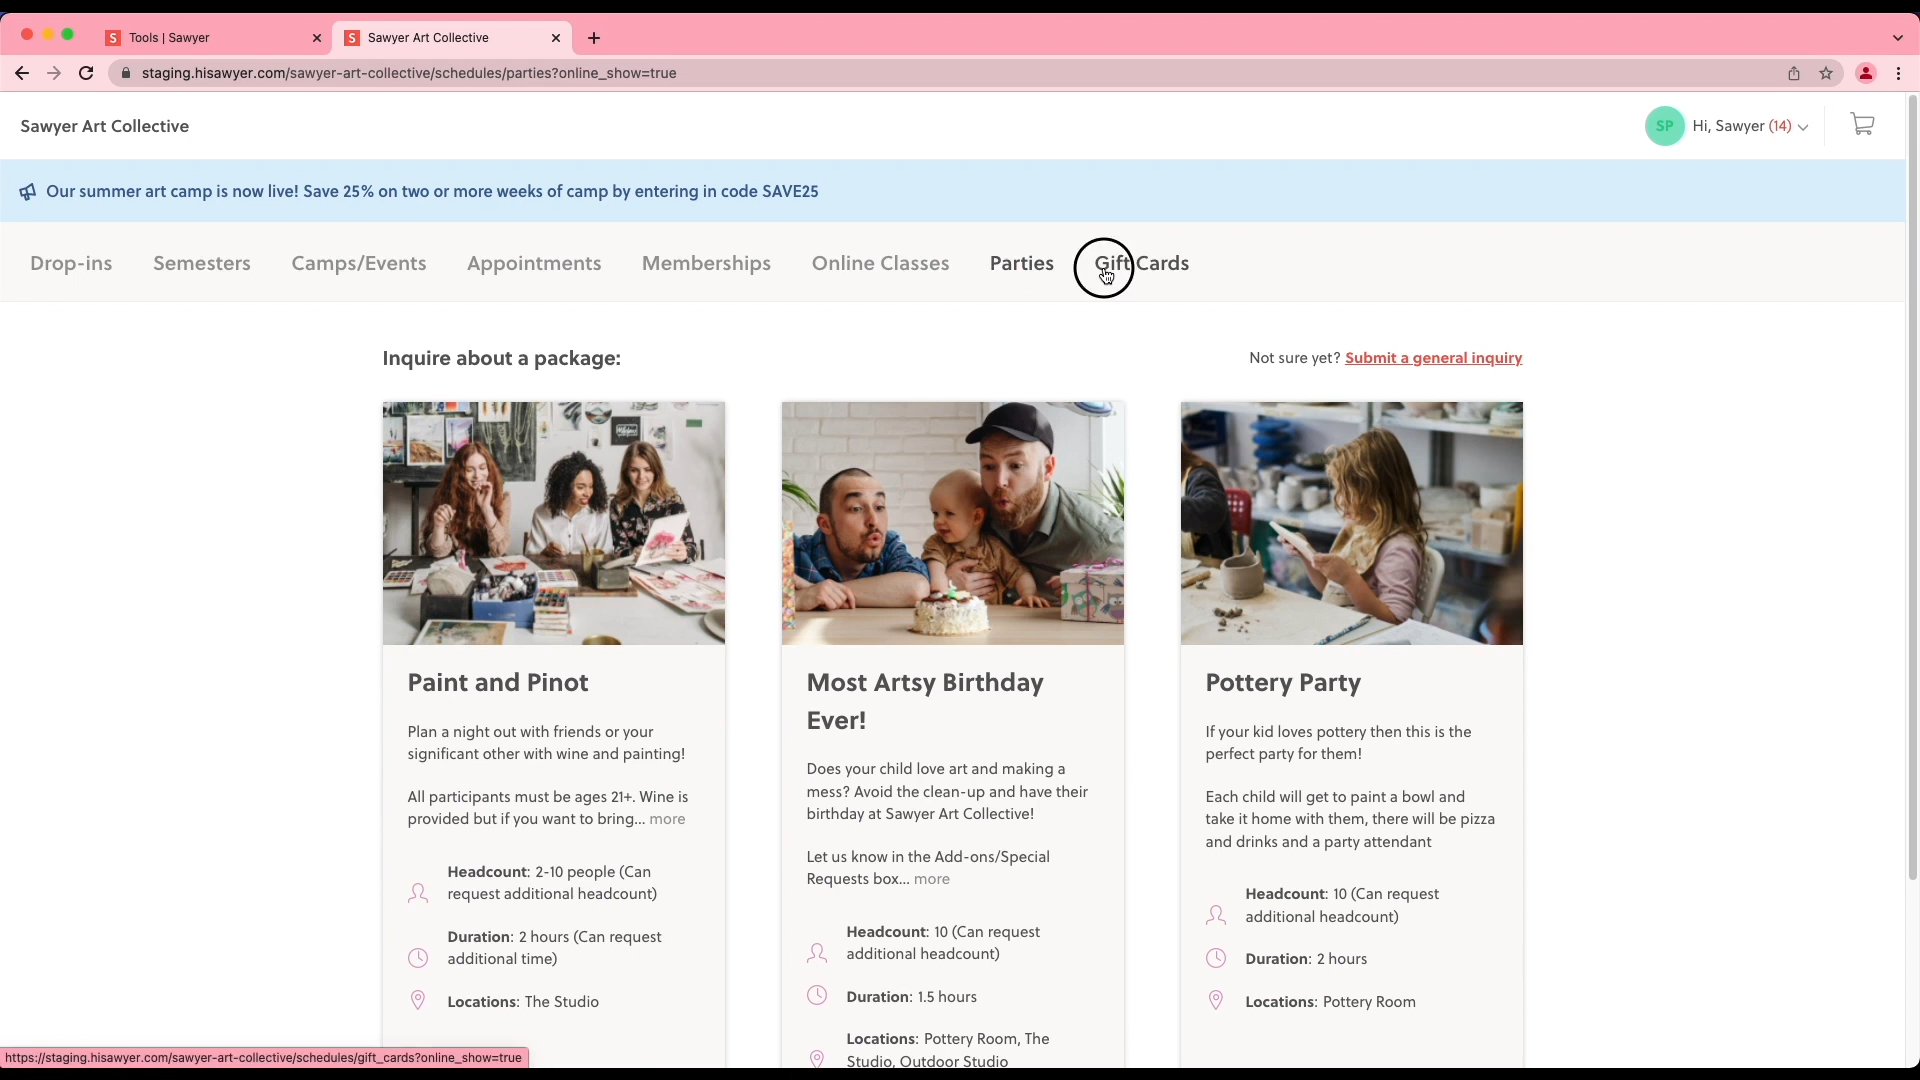 Tools | Sawyer
Sawyer Art Collective
staging.hisawyer.com/sawyer-art-collective/schedules/parties?online_show=true
Sawyer Art Collective
SP
Hi, Sawyer (14)
Our summer art camp is now live! Save 25% on two or more weeks of camp by entering in code SAVE25
Drop-ins
Semesters
Camps/Events
Appointments
Memberships
Online Classes
Parties
Gift Cards
Inquire about a package:
Not sure yet? Submit a general inquiry
Paint and Pinot
Plan a night out with friends or your
significant other with wine and painting!
All participants must be ages 21+. Wine is
provided but if you want to bring... more
Headcount: 2-10 people (Can
request additional headcount)
Duration: 2 hours (Can request
additional time)
Locations: The Studio
Most Artsy Birthday
Ever!
Does your child love art and making a
mess? Avoid the clean-up and have their
birthday at Sawyer Art Collective!
Let us know in the Add-ons/Special
Requests box... more
Headcount: 10 (Can request
additional headcount)
Duration: 1.5 hours
Locations: Pottery Room, The
Studio, Outdoor Studio
Pottery Party
If your kid loves pottery then this is the
perfect party for them!
Each child will get to paint a bowl and
take it home with them, there will be pizza
and drinks and a party attendant
Headcount: 10 (Can request
additional headcount)
Duration: 2 hours
Locations: Pottery Room
https://staging.hisawyer.com/sawyer-art-collective/schedules/gift_cards?online_show=true